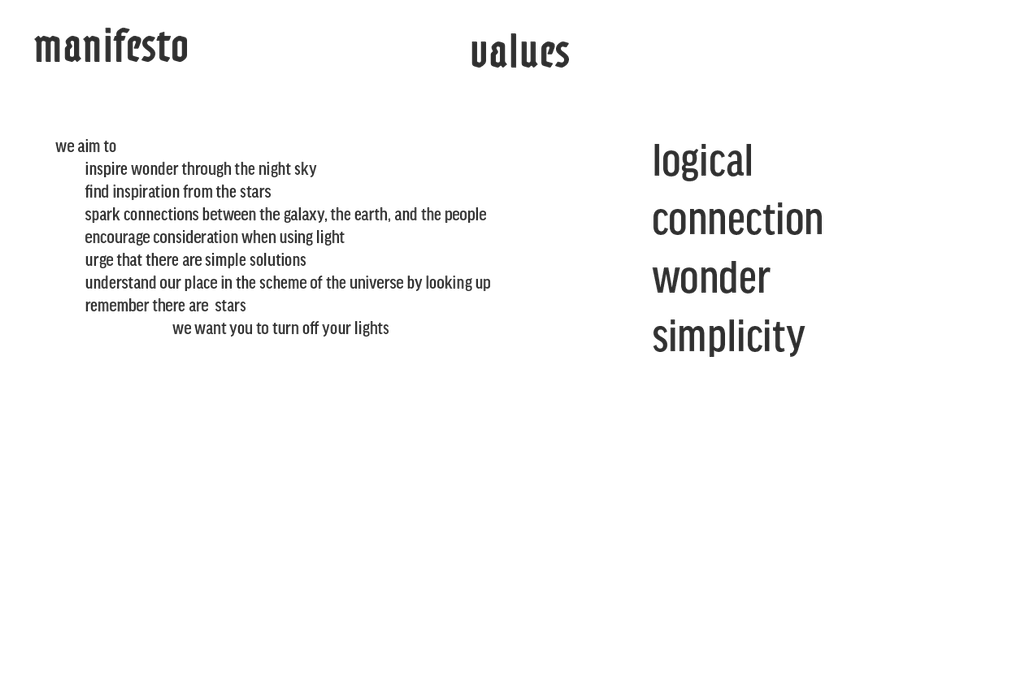 manifesto
we aim to
inspire wonder through the night sky
find inspiration from the stars
spark connections between the galaxy, the earth, and the people
encourage consideration when using light
urge that there are simple solutions
understand our place in the scheme of the universe by looking up
remember there are  stars
we want you to turn off your lights
values
logical
connection
wonder
simplicity